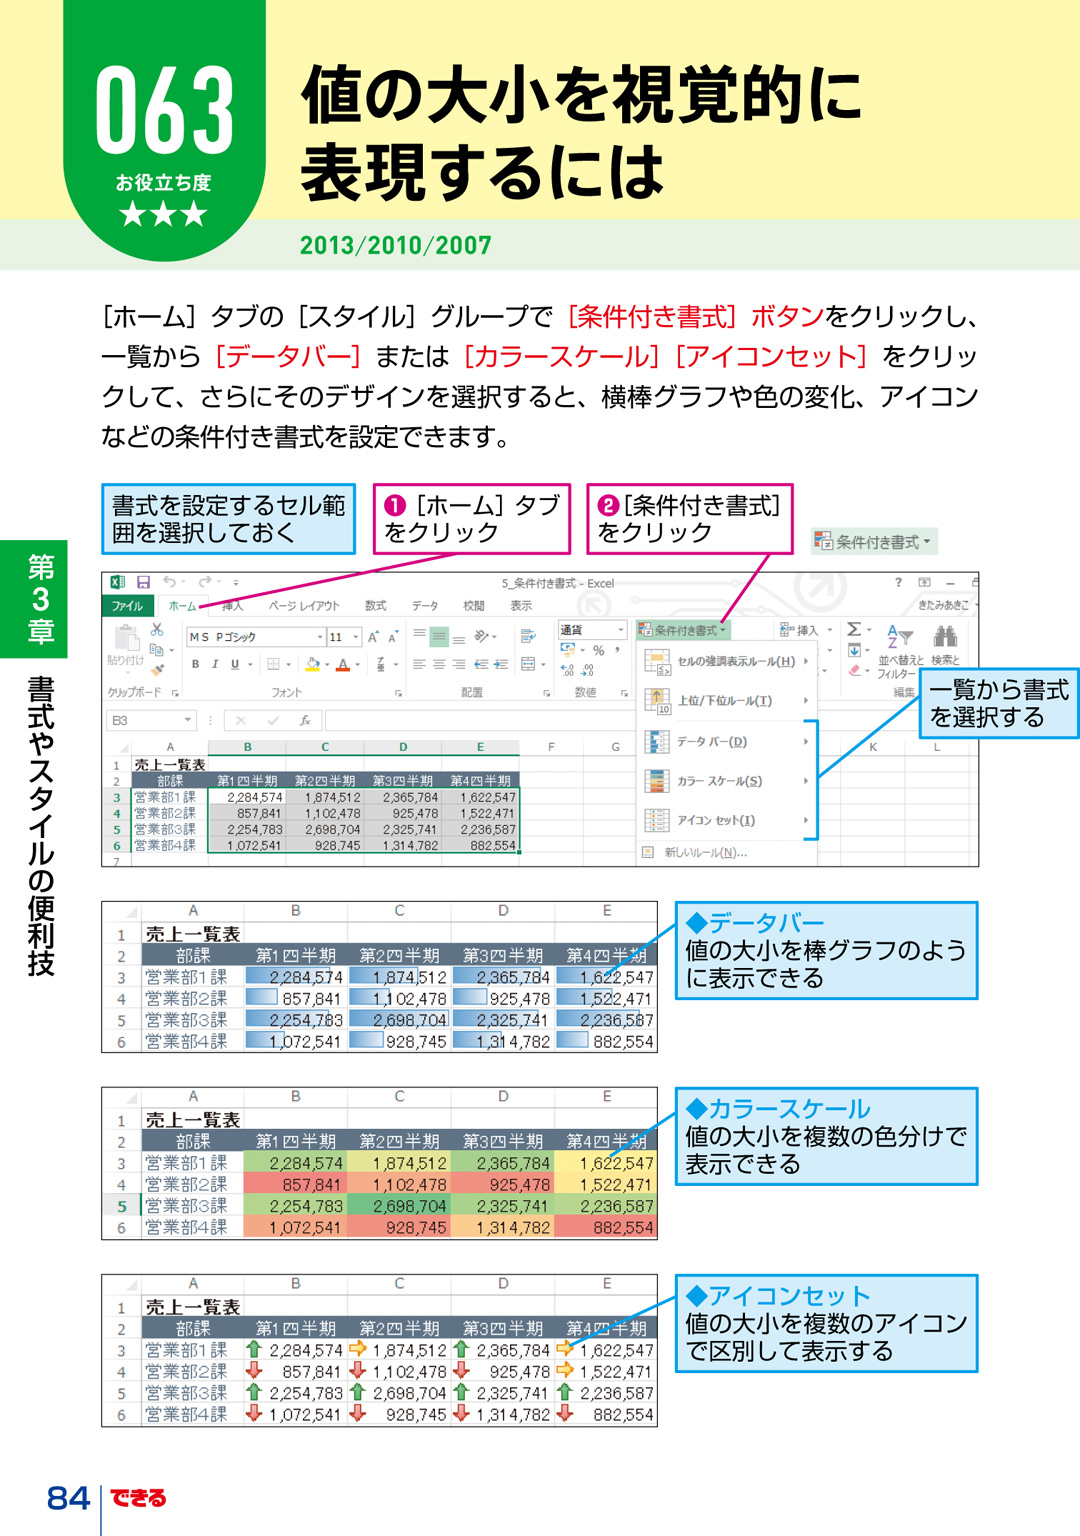 063
お役立ち度
★★★
値の大小を視覚的に
表現するには
2013/2010/2007
［ホーム］タブの［スタイル］グループで［条件付き書式］ボタンをクリックし、
一覧から［データバー］または［カラースケール］［アイコンセット］をクリッ
クして、さらにそのデザインを選択すると、横棒グラフや色の変化、アイコン
などの条件付き書式を設定できます。
書式を設定するセル範
囲を選択しておく
❶［ホーム］タブ
をクリック
❷［条件付き書式］
をクリック
条件付き書式
5_条件付き書式 - Excel
?
ファイル ホーム 挿入 ページ レイアウト 数式 データ 校閲 表示
きたみあきこ
貼り付け
クリップボード
ＭＳ Ｐゴシック 11
B I U
フォント
配置
通貨
% ,
数値
条件付き書式
挿入
並べ替えと
フィルター
検索と
編集
セルの強調表示ルール(H)
上位/下位ルール(T)
データ バー(D)
カラー スケール(S)
アイコン セット(I)
新しいルール(N)...
一覧から書式
を選択する
B3
fx
A B C D E F G K L
1 売上一覧表
2 部課 第1四半期 第2四半期 第3四半期 第4四半期
3 営業部1課 2,284,574 1,874,512 2,365,784 1,622,547
4 営業部2課 857,841 1,102,478 925,478 1,522,471
5 営業部3課 2,254,783 2,698,704 2,325,741 2,236,587
6 営業部4課 1,072,541 928,745 1,314,782 882,554
7
A B C D E
1 売上一覧表
2 部課 第1四半期 第2四半期 第3四半期 第4四半期
3 営業部1課 2,284,574 1,874,512 2,365,784 1,622,547
4 営業部2課 857,841 1,102,478 925,478 1,522,471
5 営業部3課 2,254,783 2,698,704 2,325,741 2,236,587
6 営業部4課 1,072,541 928,745 1,314,782 882,554
◆データバー
値の大小を棒グラフのよう
に表示できる
A B C D E
1 売上一覧表
2 部課 第1四半期 第2四半期 第3四半期 第4四半期
3 営業部1課 2,284,574 1,874,512 2,365,784 1,622,547
4 営業部2課 857,841 1,102,478 925,478 1,522,471
5 営業部3課 2,254,783 2,698,704 2,325,741 2,236,587
6 営業部4課 1,072,541 928,745 1,314,782 882,554
◆カラースケール
値の大小を複数の色分けで
表示できる
A B C D E
1 売上一覧表
2 部課 第1四半期 第2四半期 第3四半期 第4四半期
3 営業部1課 2,284,574 1,874,512 2,365,784 1,622,547
4 営業部2課 857,841 1,102,478 925,478 1,522,471
5 営業部3課 2,254,783 2,698,704 2,325,741 2,236,587
6 営業部4課 1,072,541 928,745 1,314,782 882,554
◆アイコンセット
値の大小を複数のアイコン
で区別して表示する
第3章
書式やスタイルの便利技
84
できる